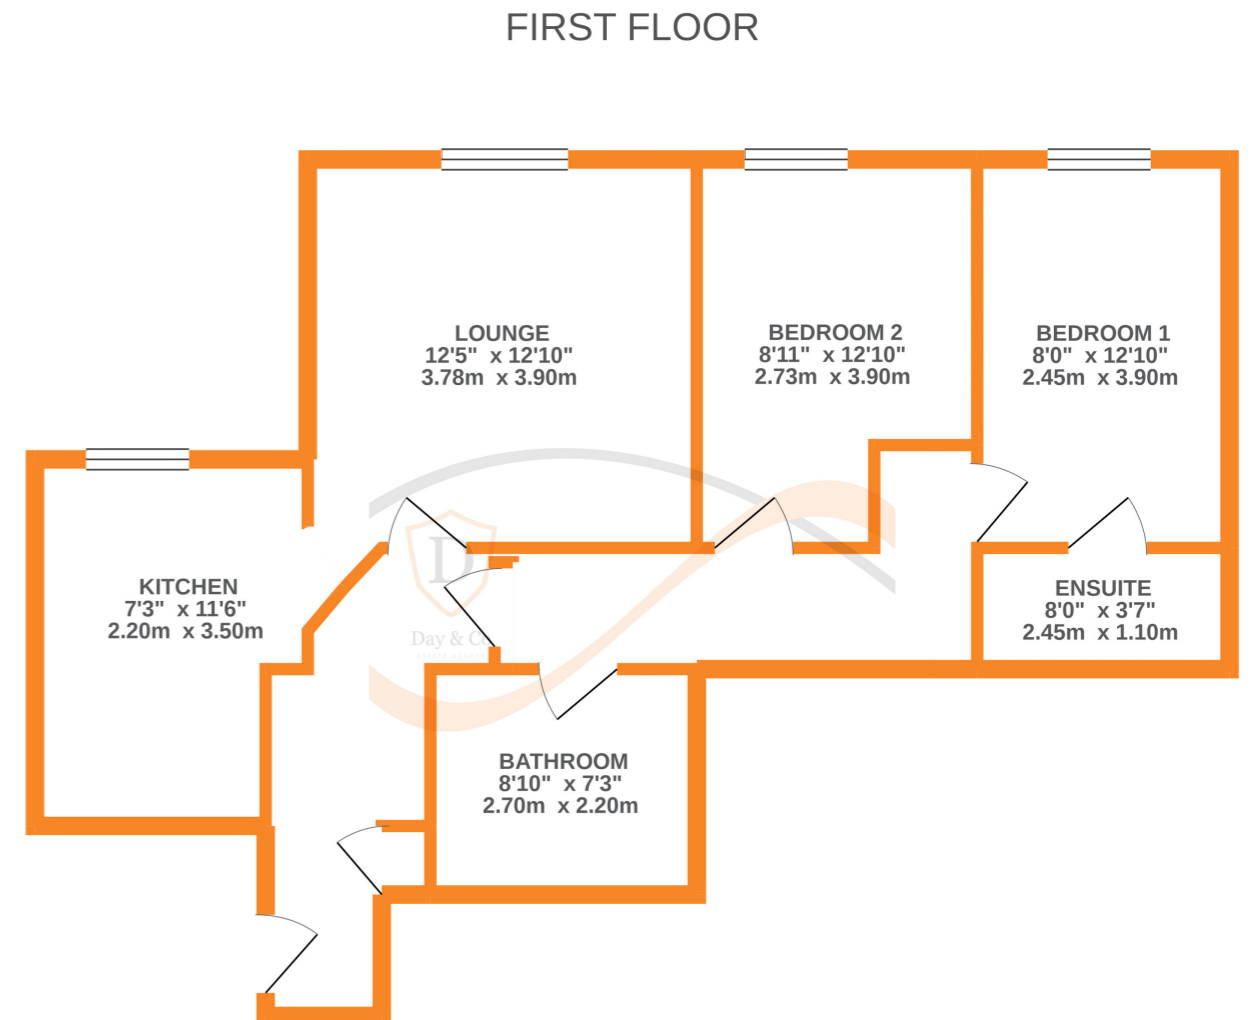 FIRST FLOOR
LOUNGE
12'5" x 12'10"
3.78m x 3.90m
BEDROOM 2
8'11" x 12'10"
2.73m x 3.90m
BEDROOM 1
8'0" x 12'10"
2.45m x 3.90m
KITCHEN
7'3" x 11'6"
2.20m x 3.50m
ENSUITE
8'0" x 3'7"
2.45m x 1.10m
D
Day & Co
BATHROOM
8'10" x 7'3"
2.70m x 2.20m